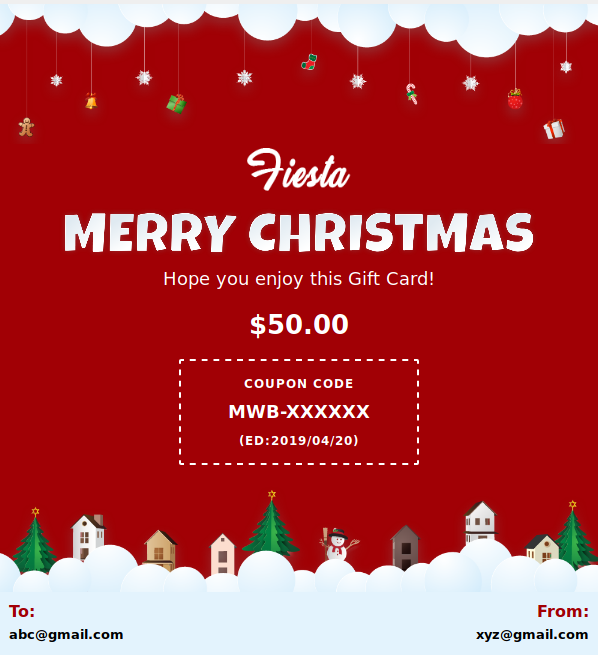 Fiesta
MERRY CHRISTMAS
Hope you enjoy this Gift Card!
$50.00
COUPON CODE
MWB-XXXXXX
(ED:2019/04/20)
To: From:
abc@gmail.com xyz@gmail.com